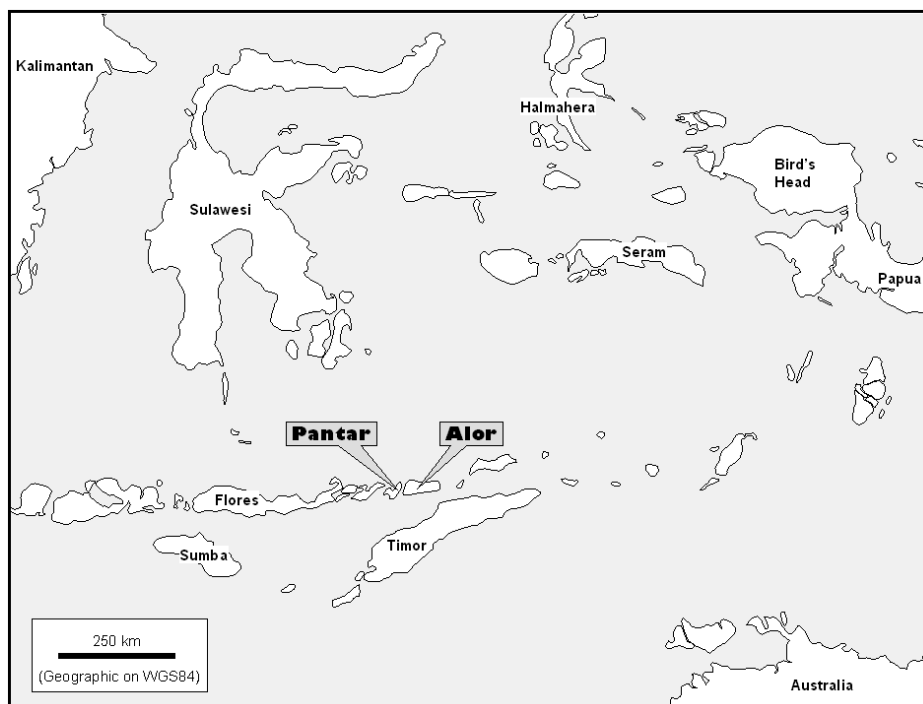 Kalimantan
Halmahera
Bird's
Head
Sulawesi
Seram
Papua
Pantar
Alor
Flores
Timor
Sumba
250 km
(Geographic on WGS84)
Australia